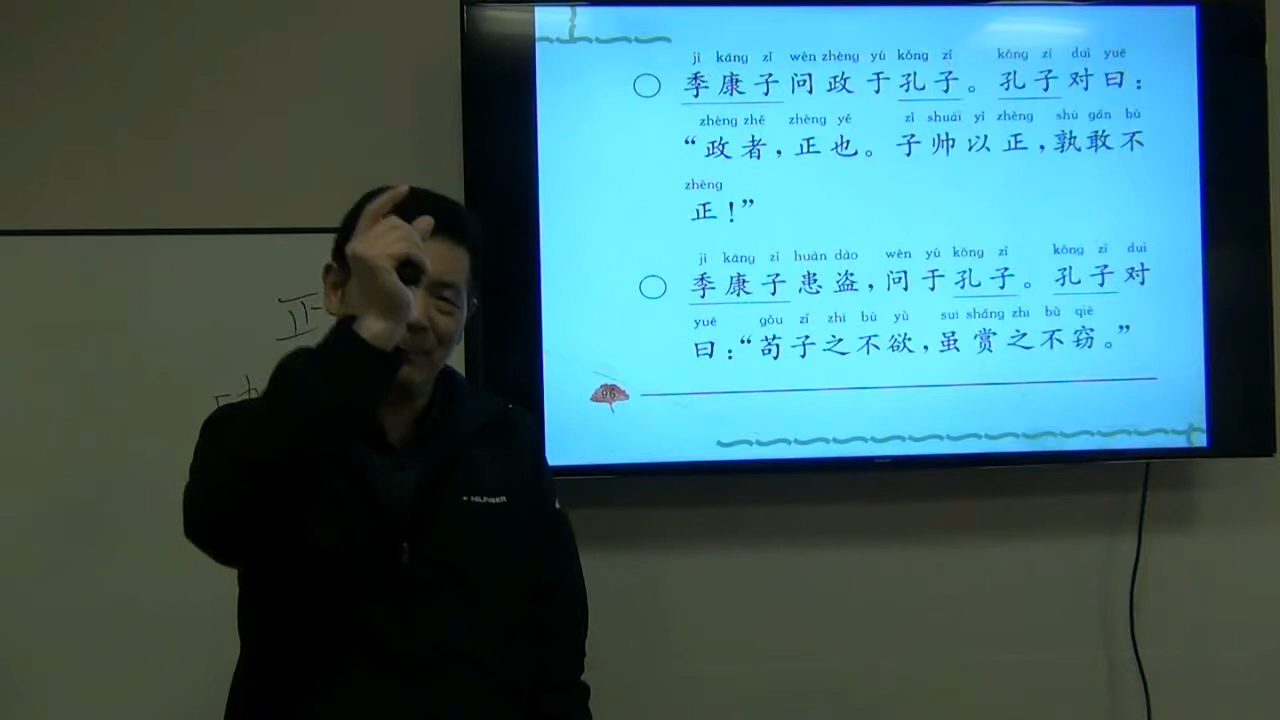 jì kāng zǐ wèn zhèng yú kǒng zǐ kǒng zǐ duì yuē
季康子问政于孔子。孔子对曰：
zhèng zhě zhèng yě zǐ shuài yǐ zhèng shú gǎn bù
“政者，正也。子帅以正，孰敢不
zhèng
正！”
jì kāng zǐ huàn dào wèn yú kǒng zǐ kǒng zǐ duì
季康子患盗，问于孔子。孔子对
yuē gǒu zǐ zhī bù yù suī shǎng zhī bù qiè
曰：“苟子之不欲，虽赏之不窃。”
96
正
HILFIGER